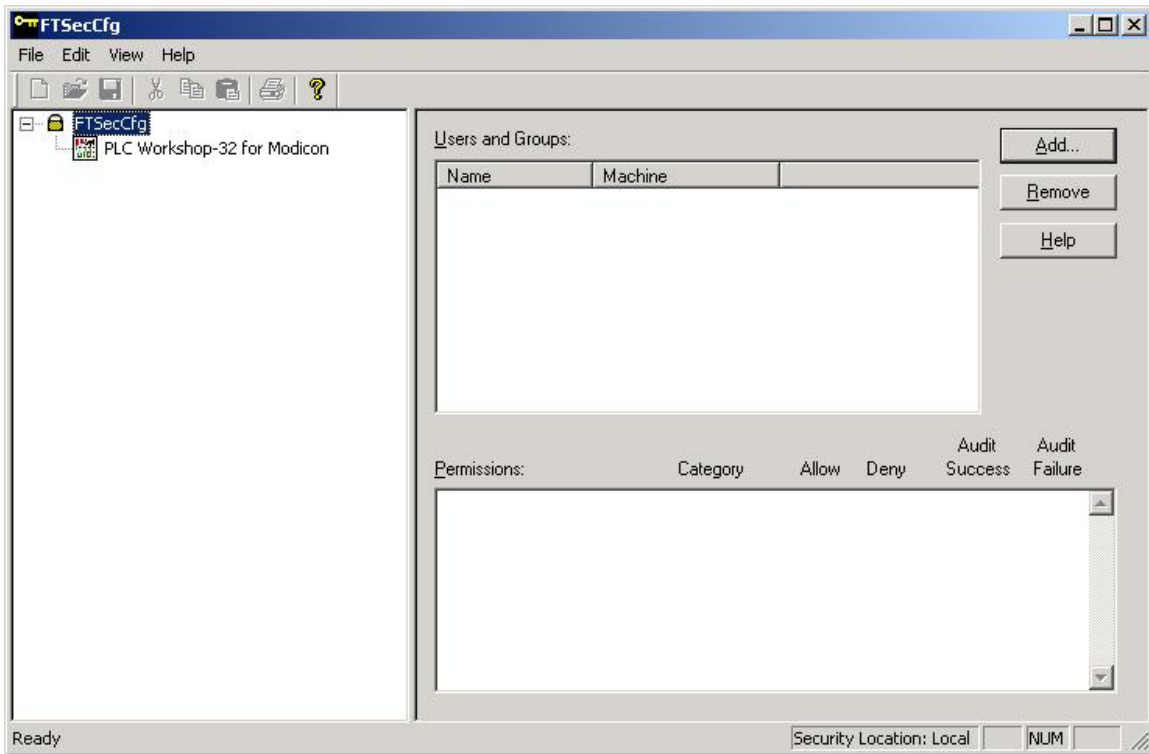 FTSecCfg
File Edit View Help
FTSecCfg
PLC Workshop-32 for Modicon
Users and Groups:
Name Machine
Add...
Remove
Help
Permissions: Category Allow Deny Audit Success Audit Failure
Ready Security Location: Local NUM